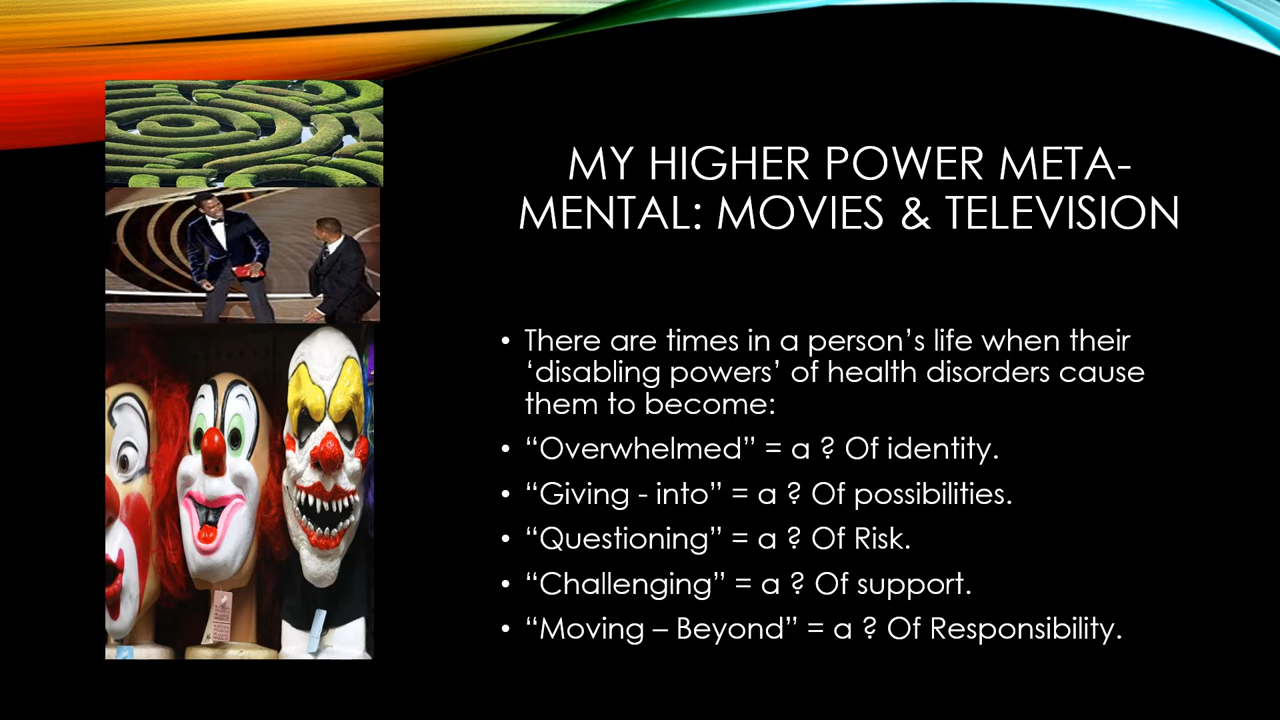 MY HIGHER POWER META-
MENTAL: MOVIES & TELEVISION
• There are times in a person’s life when their
‘disabling powers’ of health disorders cause
them to become:
• “Overwhelmed” = a ? Of identity.
• “Giving - into” = a ? Of possibilities.
• “Questioning” = a ? Of Risk.
• “Challenging” = a ? Of support.
• “Moving – Beyond” = a ? Of Responsibility.